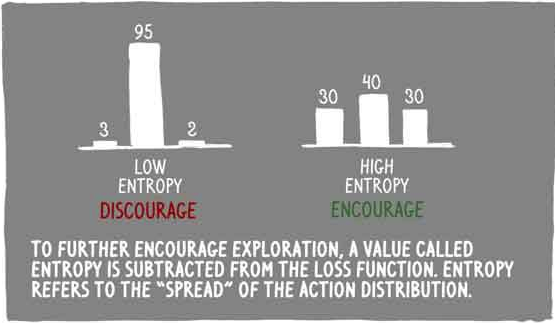 95
3
2
LOW
ENTROPY
DISCOURAGE
30
40
30
HIGH
ENTROPY
ENCOURAGE
TO FURTHER ENCOURAGE EXPLORATION, A VALUE CALLED
ENTROPY IS SUBTRACTED FROM THE LOSS FUNCTION. ENTROPY
REFERS TO THE "SPREAD" OF THE ACTION DISTRIBUTION.